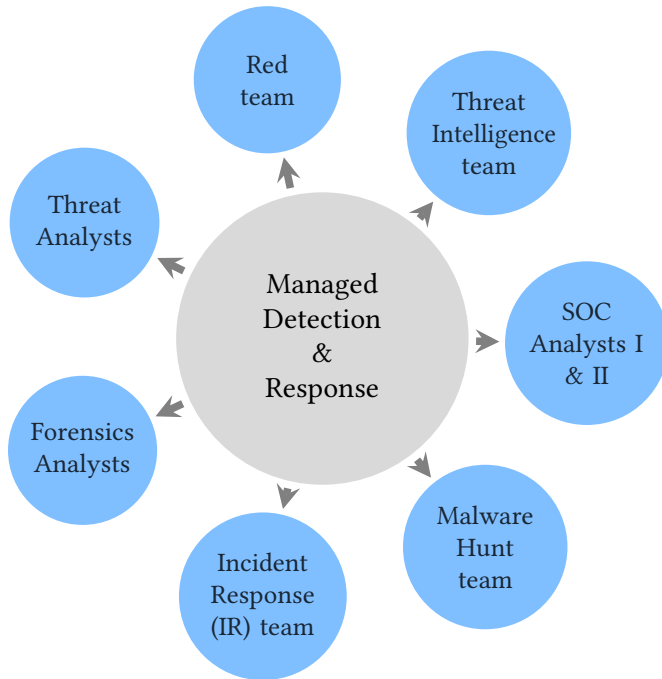 Red
team
Threat
Intelligence
team
Threat
Analysts
Managed
Detection
&
Response
SOC
Analysts I
& II
Forensics
Analysts
Malware
Hunt
team
Incident
Response
(IR) team